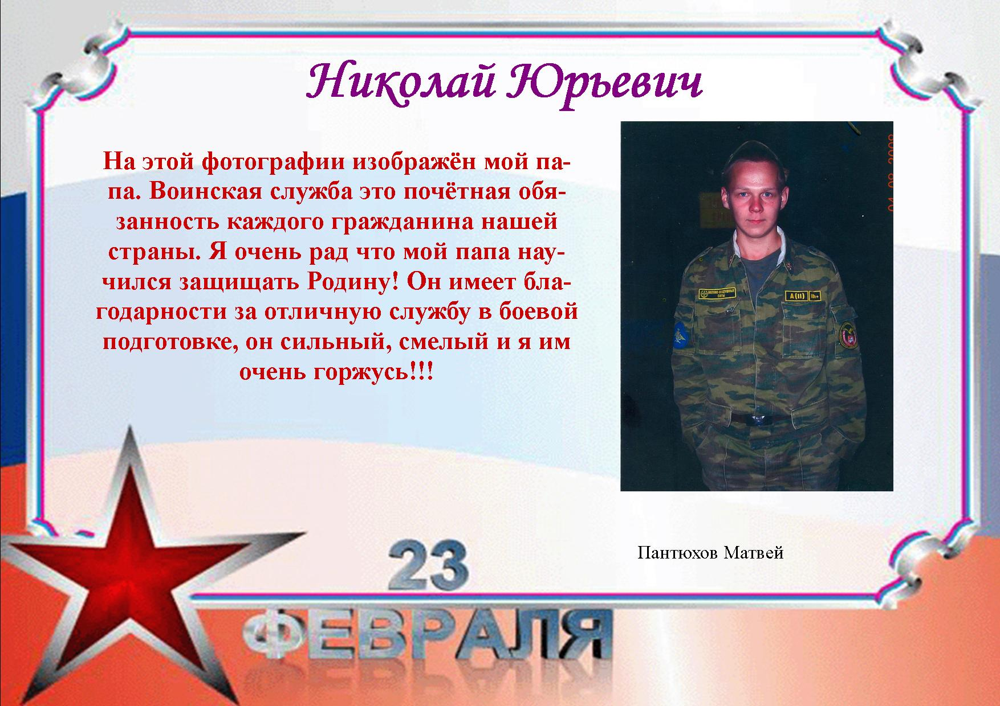 Николай Юрьевич
На этой фотографии изображён мой па-
па. Воинская служба это почётная обя-
занность каждого гражданина нашей
страны. Я очень рад что мой папа нау-
чился защищать Родину! Он имеет бла-
годарности за отличную службу в боевой
подготовке, он сильный, смелый и я им
очень горжусь!!!
04 08 2008
ВОЕННО-ВОЗДУШНЫЕ
СИЛЫ
А(II) Rh+
Пантюхов Матвей
23
ФЕВРАЛЯ